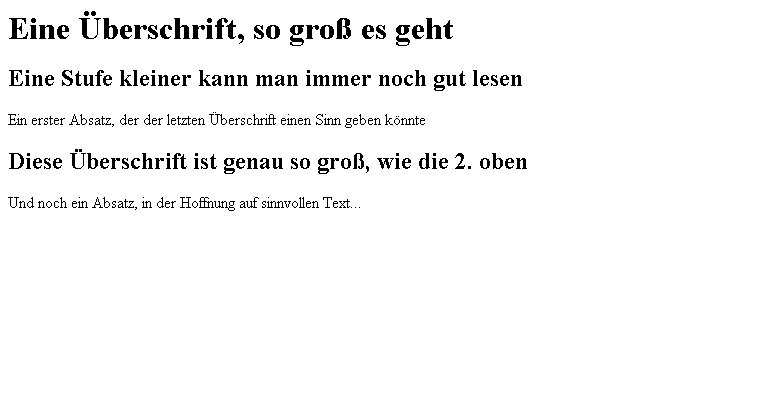 Eine Überschrift, so groß es geht
Eine Stufe kleiner kann man immer noch gut lesen
Ein erster Absatz, der der letzten Überschrift einen Sinn geben könnte
Diese Überschrift ist genau so groß, wie die 2. oben
Und noch ein Absatz, in der Hoffnung auf sinnvollen Text...